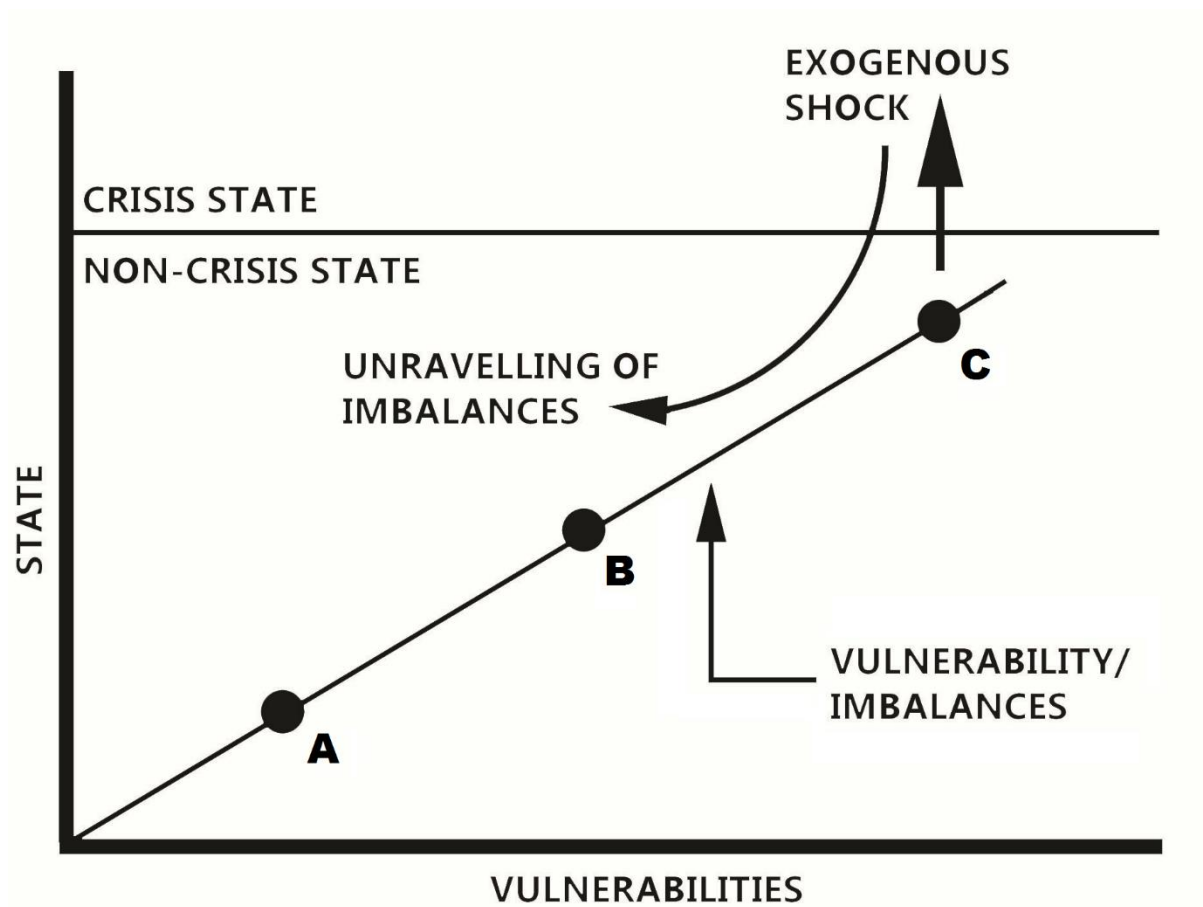 EXOGENOUS
SHOCK
CRISIS STATE
NON-CRISIS STATE
UNRAVELLING OF
IMBALANCES
C
STATE
B
VULNERABILITY/
IMBALANCES
A
VULNERABILITIES